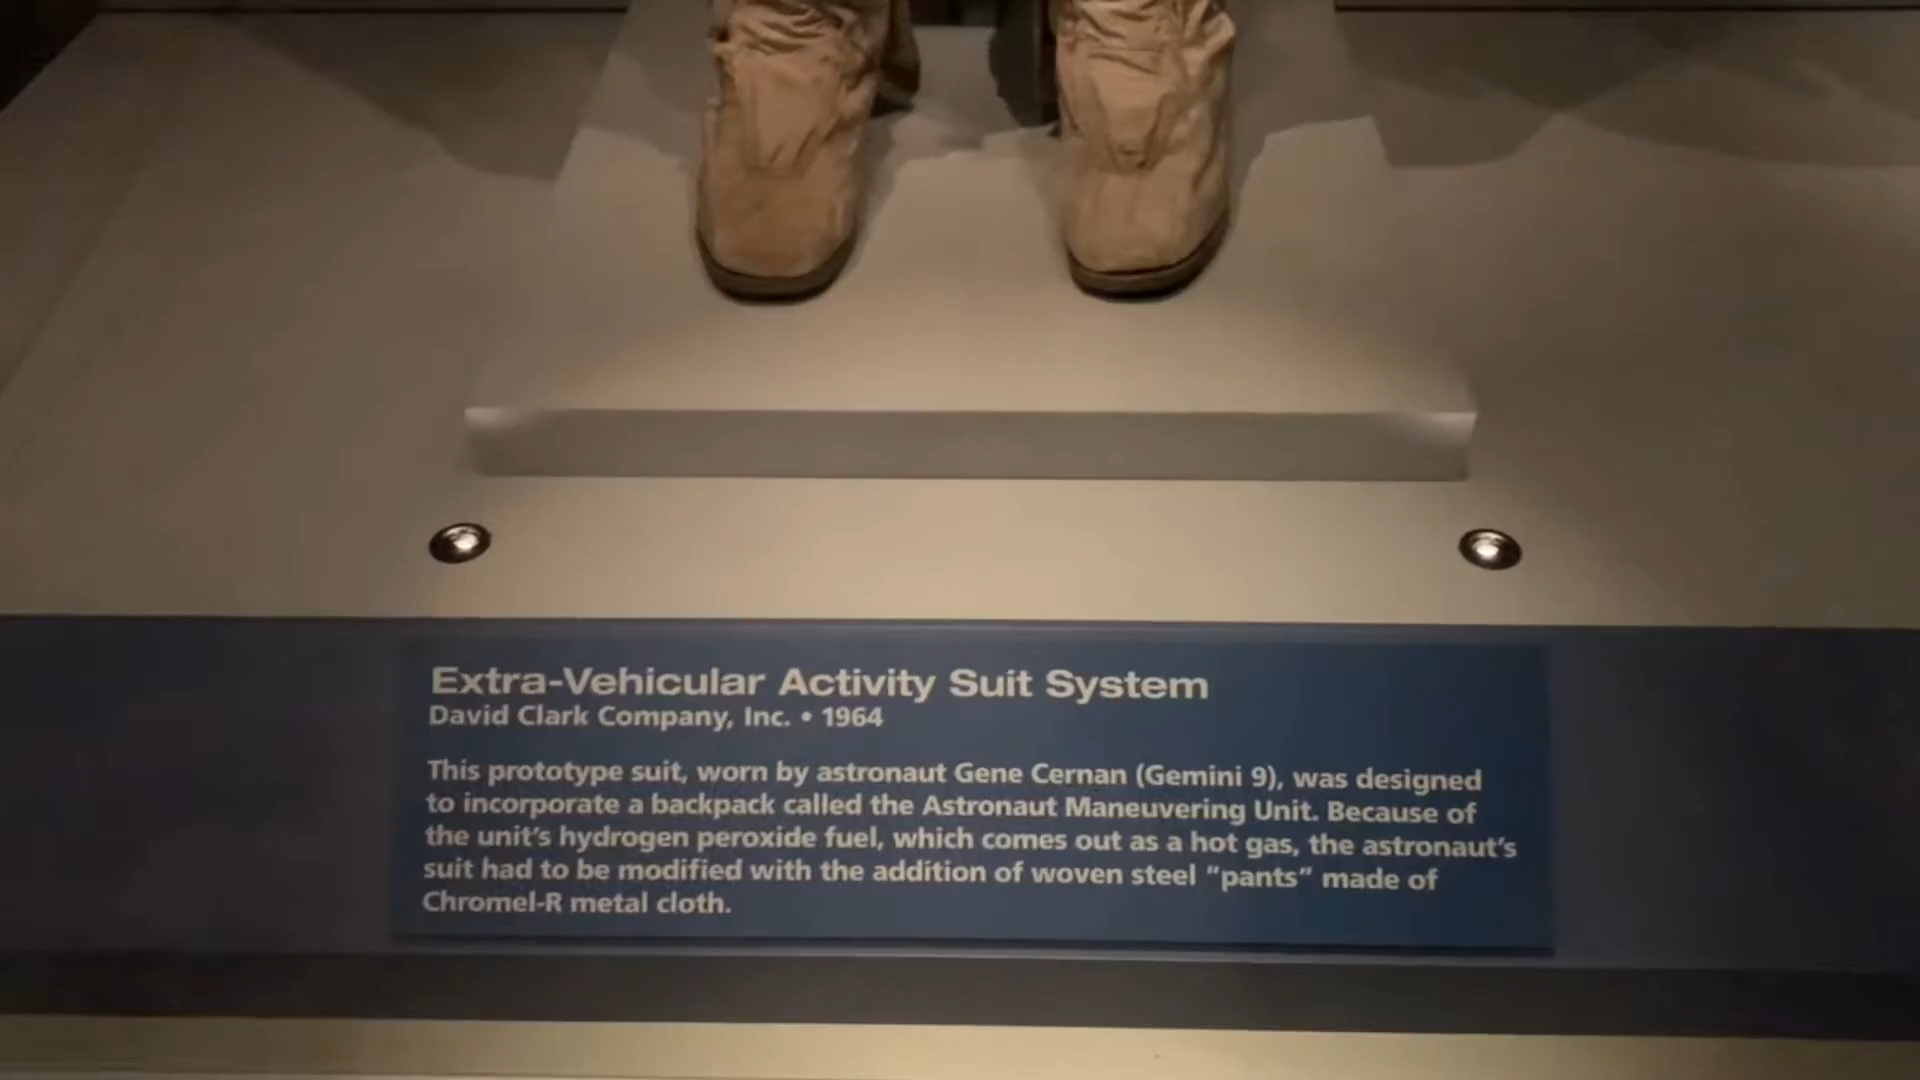 Extra-Vehicular Activity Suit System
David Clark Company, Inc. • 1964
This prototype suit, worn by astronaut Gene Cernan (Gemini 9), was designed
to incorporate a backpack called the Astronaut Maneuvering Unit. Because of
the unit's hydrogen peroxide fuel, which comes out as a hot gas, the astronaut's
suit had to be modified with the addition of woven steel "pants" made of
Chromel-R metal cloth.